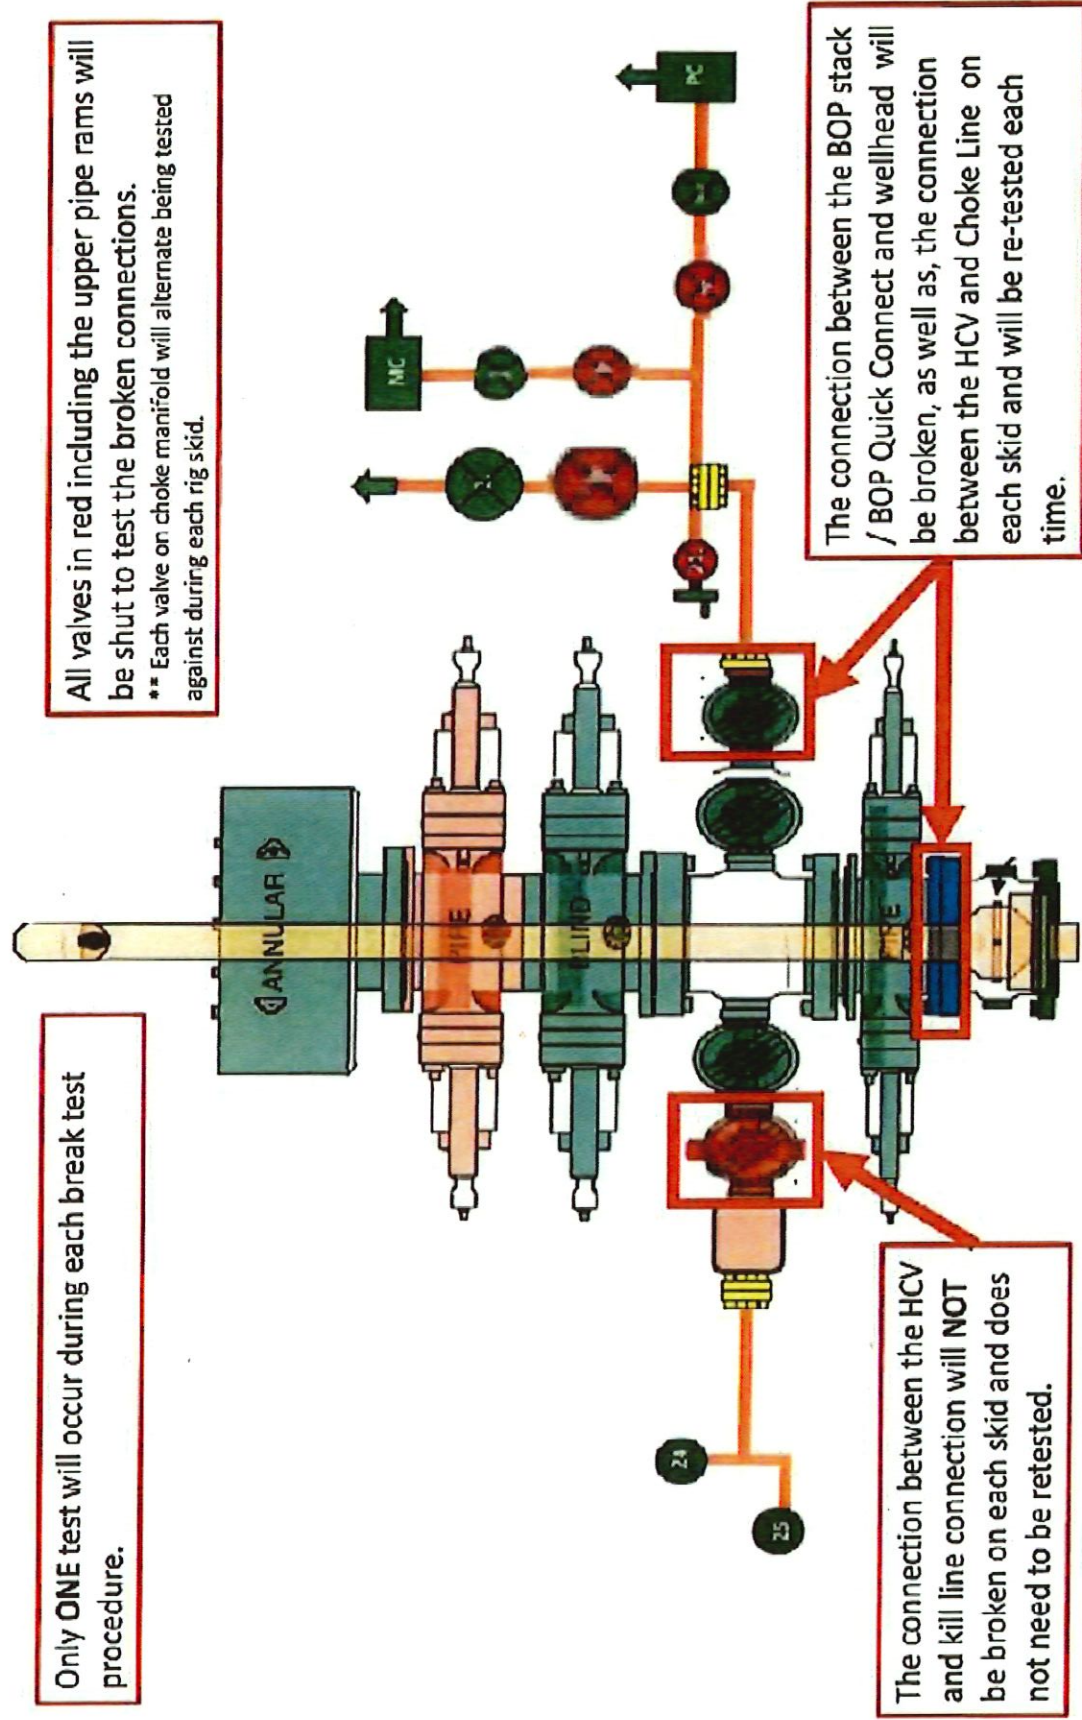 Only ONE test will occur during each break test
procedure.
All valves in red including the upper pipe rams will
be shut to test the broken connections.
** Each valve on choke manifold will alternate being tested
against during each rig skid.
ANNULAR
PIPE
BLIND
PIPE
MC
PC
24
25
The connection between the HCV
and kill line connection will NOT
be broken on each skid and does
not need to be retested.
The connection between the BOP stack
/ BOP Quick Connect and wellhead will
be broken, as well as, the connection
between the HCV and Choke Line on
each skid and will be re-tested each
time.